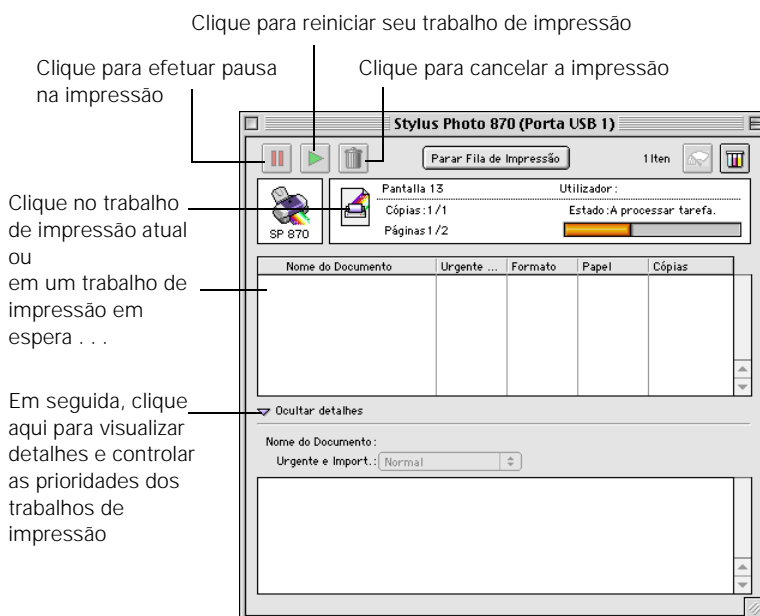 Clique para reiniciar seu trabalho de impressão
Clique para efetuar pausa
na impressão
Clique para cancelar a impressão
Stylus Photo 870 (Porta USB 1)
Parar Fila de Impressão
1 Iten
SP 870
Pantalla 13
Utilizador:
Cópias:1/1
Estado:A processar tarefa.
Páginas 1/2
Clique no trabalho
de impressão atual
ou
em um trabalho de
impressão em
espera . . .
Nome do Documento
Urgente ...
Formato
Papel
Cópias
Em seguida, clique
aqui para visualizar
detalhes e controlar
as prioridades dos
trabalhos de
impressão
Ocultar detalhes
Nome do Documento:
Urgente e Import.: Normal